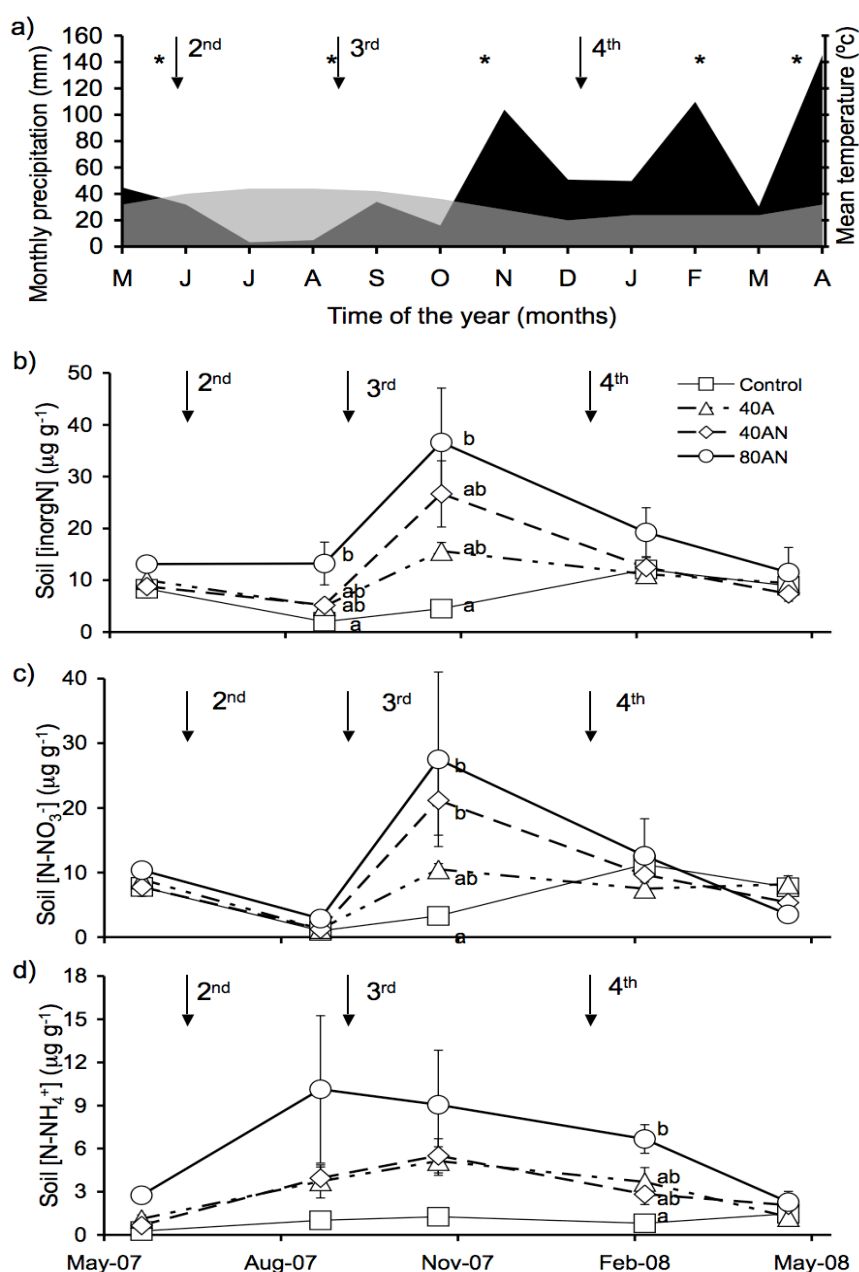 a)
Monthly precipitation (mm)
160
140
120
100
80
60
40
20
0
* 2nd * 3rd * 4th * *
Mean temperature (ºc)
M J J A S O N D J F M A
Time of the year (months)
b)
Soil [inorgN] (µg g-1)
50
40
30
20
10
0
2nd 3rd 4th
Control
40A
40AN
80AN
b
ab
ab
a
b
ab
ab
a
c)
Soil [N-NO3-] (µg g-1)
40
30
20
10
0
2nd 3rd 4th
b
b
ab
a
d)
Soil [N-NH4+] (µg g-1)
18
15
12
9
6
3
0
2nd 3rd 4th
b
ab
ab
a
May-07 Aug-07 Nov-07 Feb-08 May-08